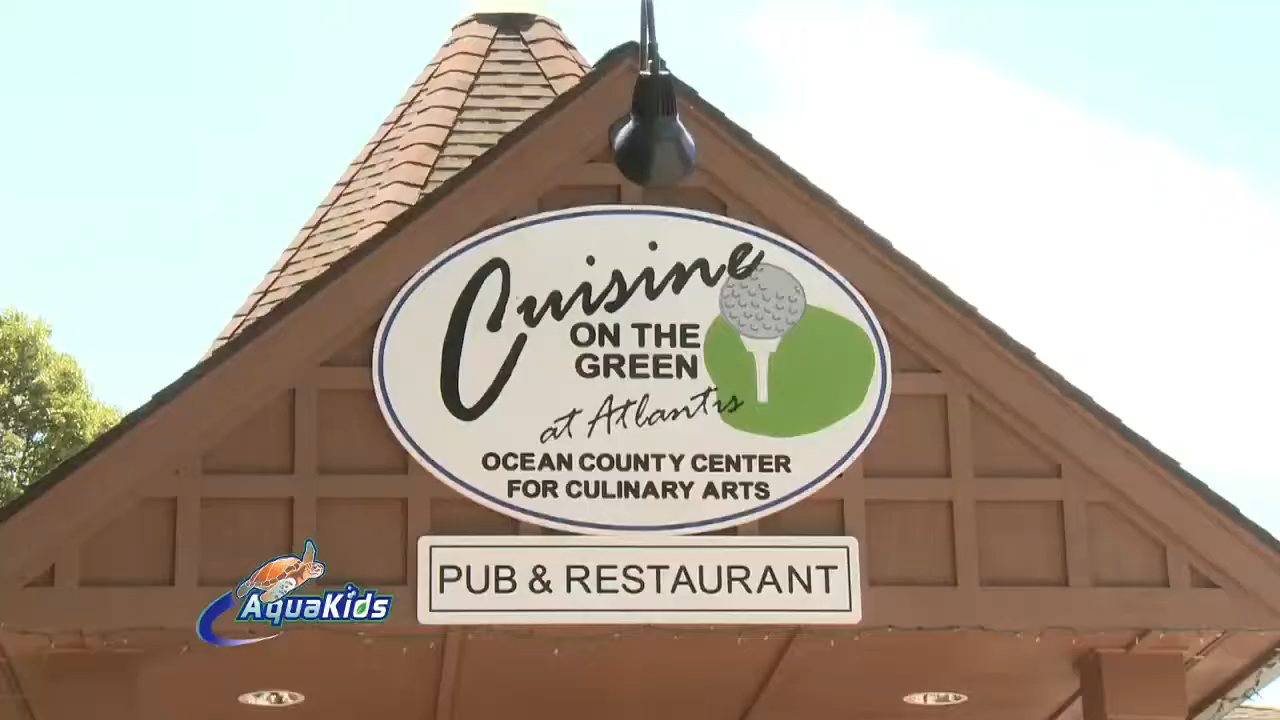 Cuisine
ON THE
GREEN
at Atlantis
OCEAN COUNTY CENTER
FOR CULINARY ARTS
PUB & RESTAURANT
AQUAKIDS